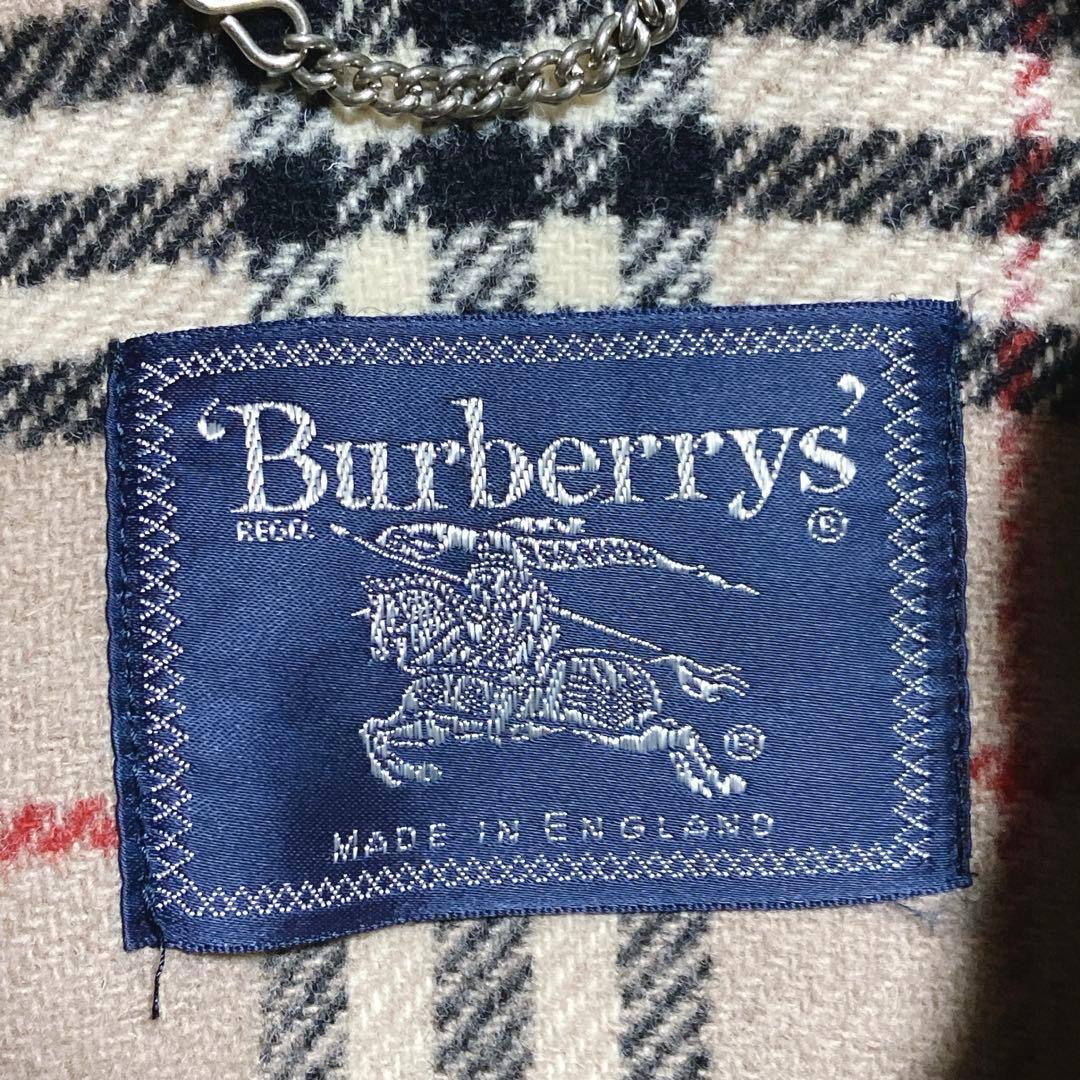 ‘Burberrys’
REGD. ®
®
MADE IN ENGLAND